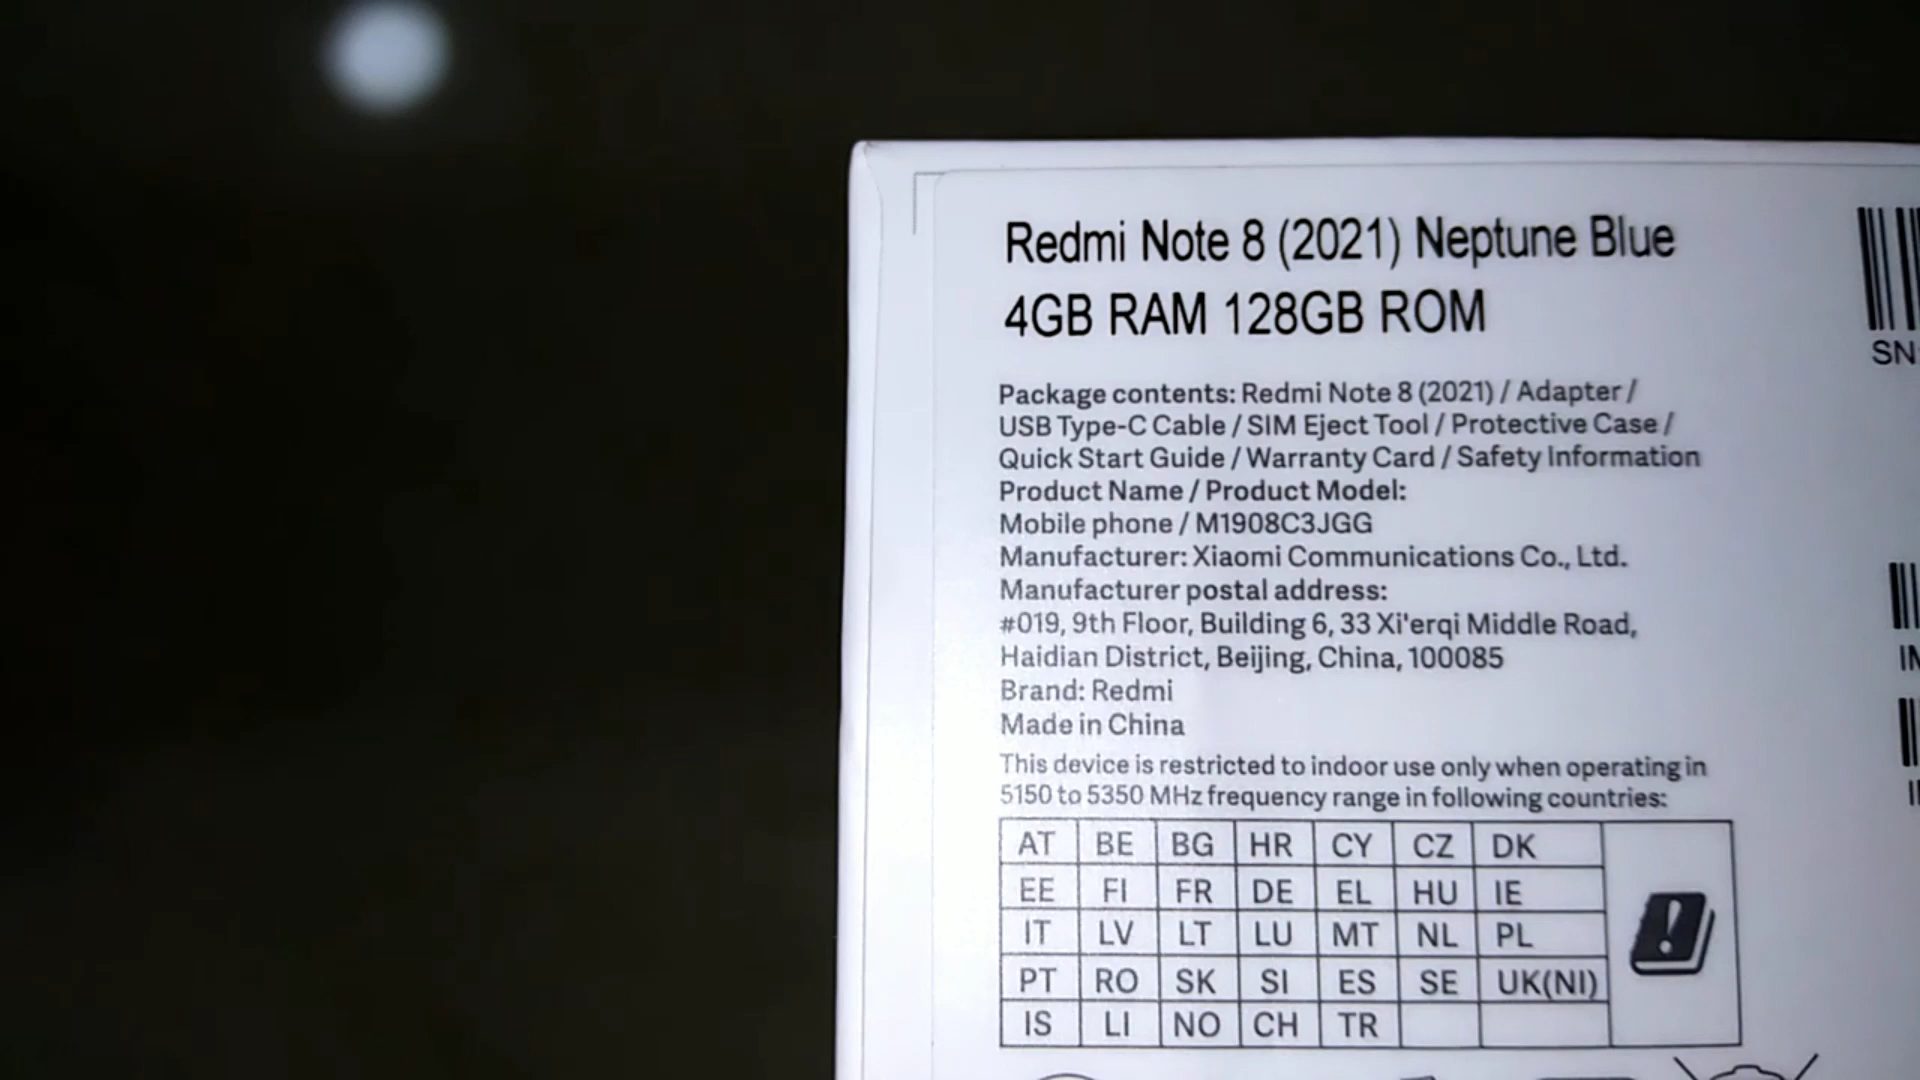 Redmi Note 8 (2021) Neptune Blue
4GB RAM 128GB ROM
Package contents: Redmi Note 8 (2021) / Adapter /
USB Type-C Cable / SIM Eject Tool / Protective Case /
Quick Start Guide / Warranty Card / Safety Information
Product Name / Product Model:
Mobile phone / M1908C3JGG
Manufacturer: Xiaomi Communications Co., Ltd.
Manufacturer postal address:
#019, 9th Floor, Building 6, 33 Xi'erqi Middle Road,
Haidian District, Beijing, China, 100085
Brand: Redmi
Made in China
This device is restricted to indoor use only when operating in
5150 to 5350 MHz frequency range in following countries:
AT BE BG HR CY CZ DK
EE FI FR DE EL HU IE
IT LV LT LU MT NL PL
PT RO SK SI ES SE UK(NI)
IS LI NO CH TR
SN